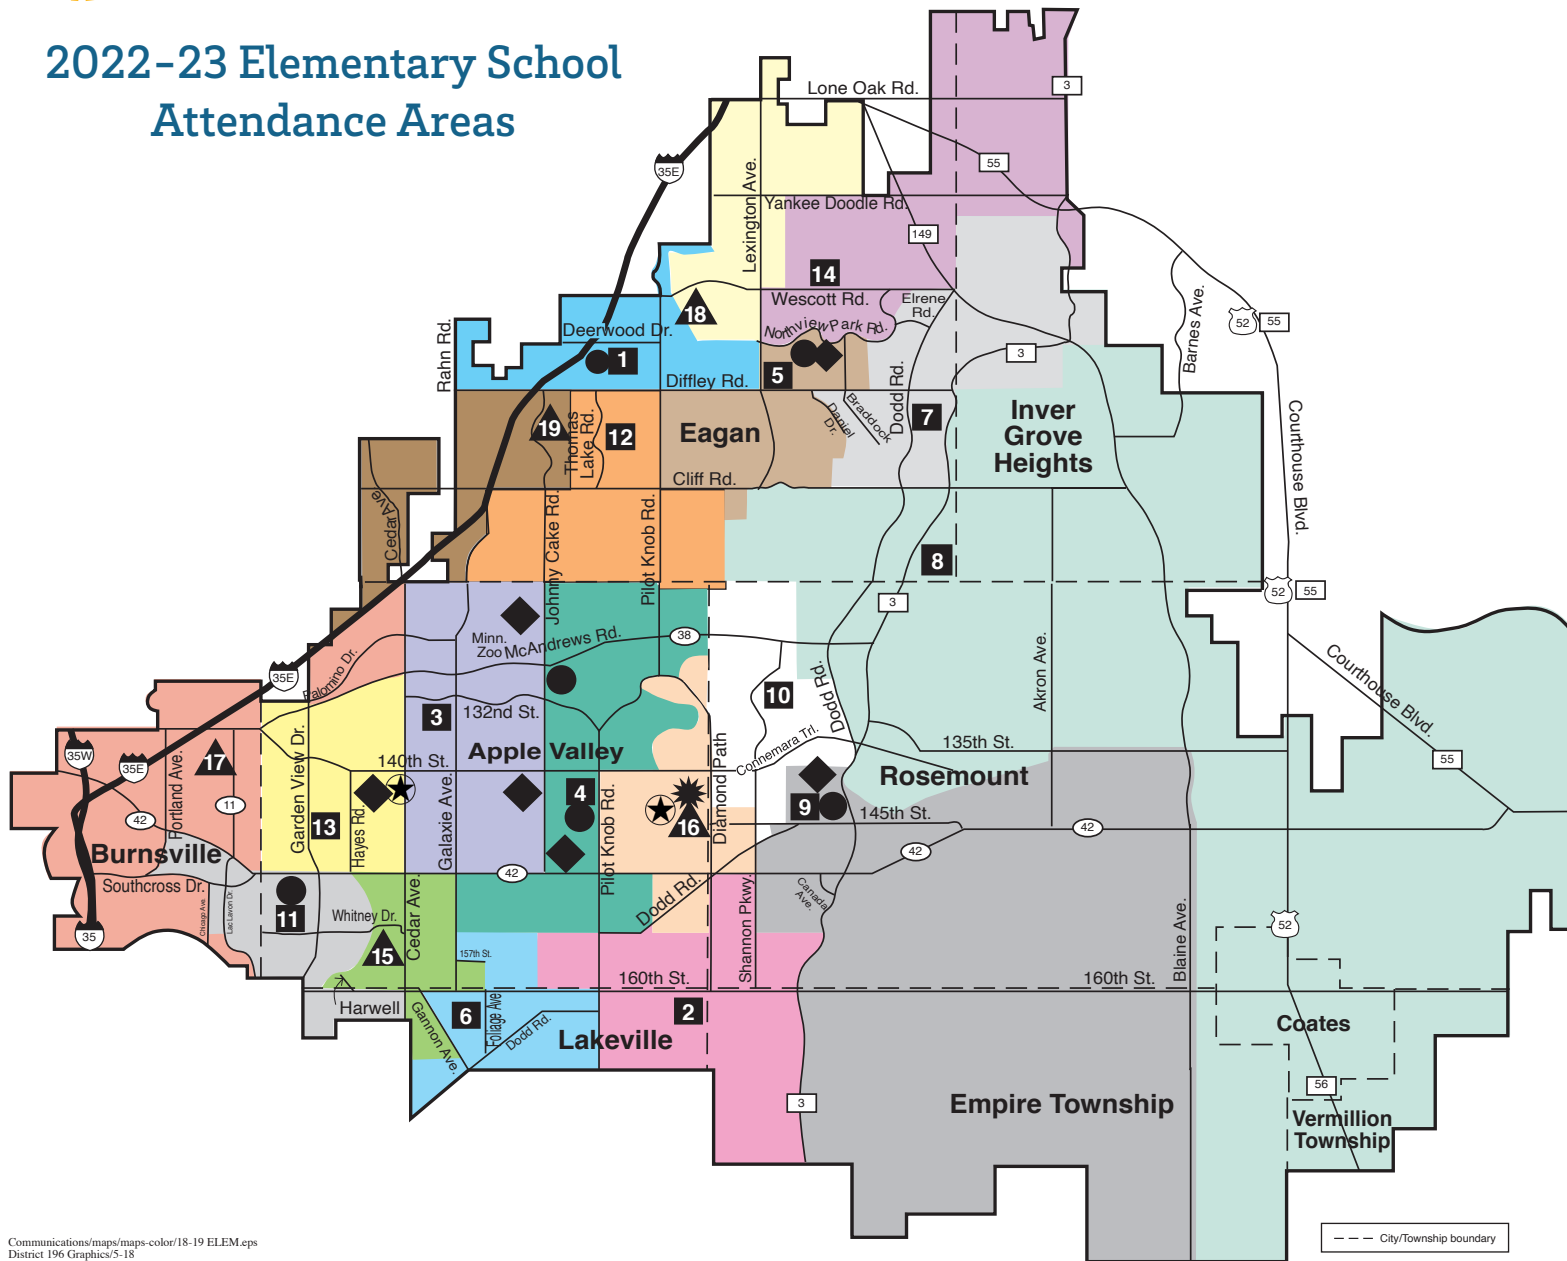 2022-23 Elementary School
Attendance Areas
Lone Oak Rd.
3
35E
55
Lexington Ave.
Yankee Doodle Rd.
149
14
Wescott Rd.
Elrene
Rd.
18
Northview Park Rd.
Barnes Ave.
52
55
Rahn Rd.
Deerwood Dr.
1
3
5
Diffley Rd.
Dodd Rd.
Courthouse Blvd.
19
Thomas
Lake Rd.
12
Eagan
Daniel
Dr.
Braddock
7
Inver
Grove
Heights
Cliff Rd.
Cedar Ave
Johnny Cake Rd.
Pilot Knob Rd.
8
52
55
3
Minn.
Zoo
McAndrews Rd.
38
Palomino Dr.
35E
Akron Ave.
Courthouse Blvd.
10
Dodd Rd.
3
132nd St.
Apple Valley
Connemara Trl.
135th St.
55
35W
35E
17
Portland Ave.
11
42
Garden View Dr.
140th St.
Diamond Path
Rosemount
13
Hayes Rd.
Galaxie Ave.
4
Pilot Knob Rd.
16
9
145th St.
42
42
Burnsville
Southcross Dr.
42
Dodd Rd.
Canada
Ave.
Chicago Ave.
Lac Lavon Dr.
11
Whitney Dr.
Cedar Ave.
Shannon Pkwy.
Blaine Ave.
52
35
15
157th St.
160th St.
160th St.
Harwell
Gannon Ave.
6
Foliage Ave
Dodd Rd.
2
Lakeville
Coates
56
3
Empire Township
Vermillion
Township
Communications/maps/maps-color/18-19 ELEM.eps
District 196 Graphics/5-18
City/Township boundary